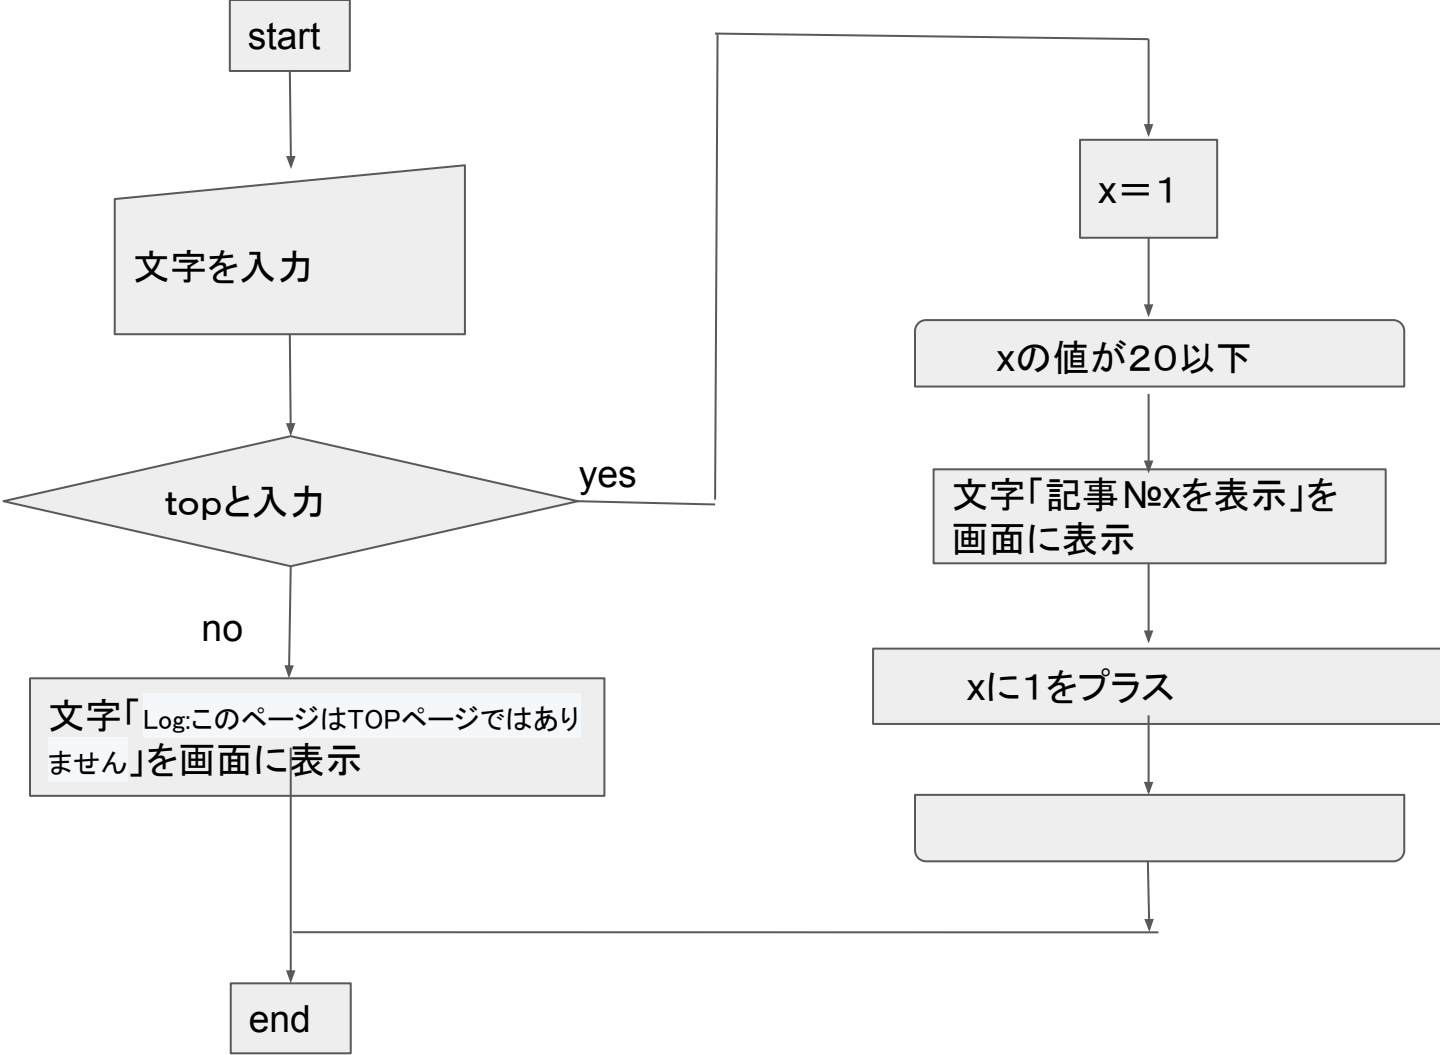 start
文字を入力
topと入力
yes
no
文字「Log:このページはTOPページではあり
ません」を画面に表示
end
x＝１
xの値が２０以下
文字「記事№xを表示」を
画面に表示
xに１をプラス